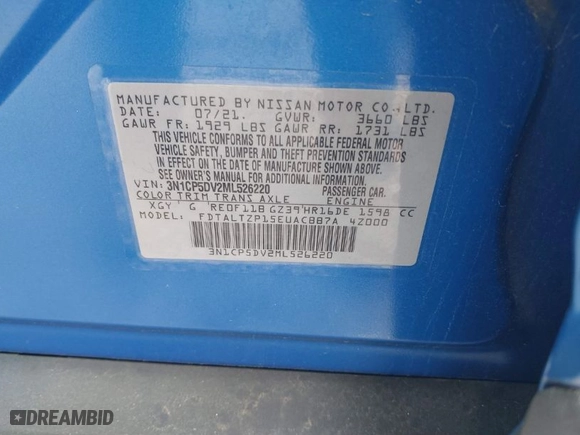 MANUFACTURED BY NISSAN MOTOR CO., LTD.
DATE: 07/21. GVWR: 3660 LBS
GAWR FR: 1929 LBS GAWR RR: 1731 LBS
THIS VEHICLE CONFORMS TO ALL APPLICABLE FEDERAL MOTOR
VEHICLE SAFETY, BUMPER AND THEFT PREVENTION STANDARDS
IN EFFECT ON THE DATE OF MANUFACTURE SHOWN ABOVE.
SEE OWNER'S MANUAL FOR ADDITIONAL INFORMATION
VIN: 3N1CP5DV2ML526220 PASSENGER CAR.
COLOR TRIM TRANS AXLE ENGINE
XGY G RE0F11B GZ39 HR16DE 1598 CC
MODEL: FDTALTZP15EUACBB7A 42000
3N1CP5DV2ML526220
DREAMBID